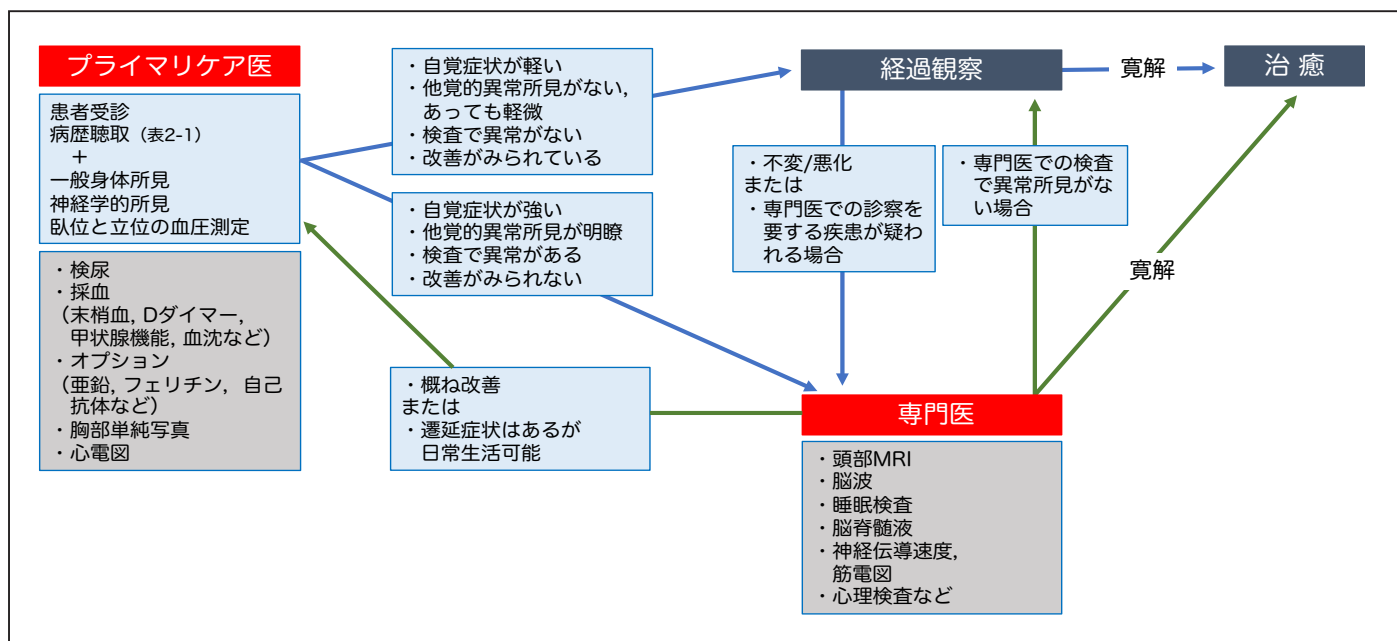 プライマリケア医
患者受診
病歴聴取（表2-1）
＋
一般身体所見
神経学的所見
臥位と立位の血圧測定
・検尿
・採血
（末梢血, Dダイマー,
甲状腺機能, 血沈など）
・オプション
（亜鉛, フェリチン, 自己
抗体など）
・胸部単純写真
・心電図
・自覚症状が軽い
・他覚的異常所見がない,
あっても軽微
・検査で異常がない
・改善がみられている
・自覚症状が強い
・他覚的異常所見が明瞭
・検査で異常がある
・改善がみられない
・概ね改善
または
・遷延症状はあるが
日常生活可能
経過観察
寛解
治 癒
・不変/悪化
または
・専門医での診察を
要する疾患が疑わ
れる場合
・専門医での検査
で異常所見がな
い場合
寛解
専門医
・頭部MRI
・脳波
・睡眠検査
・脳脊髄液
・神経伝導速度,
筋電図
・心理検査など